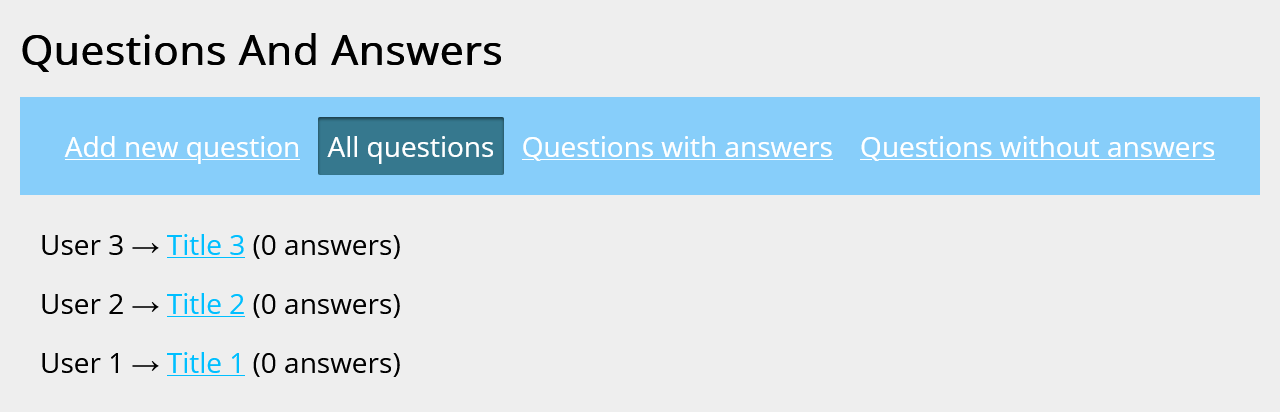 Questions And Answers
Add new question All questions Questions with answers Questions without answers
User 3 → Title 3 (0 answers)
User 2 → Title 2 (0 answers)
User 1 → Title 1 (0 answers)